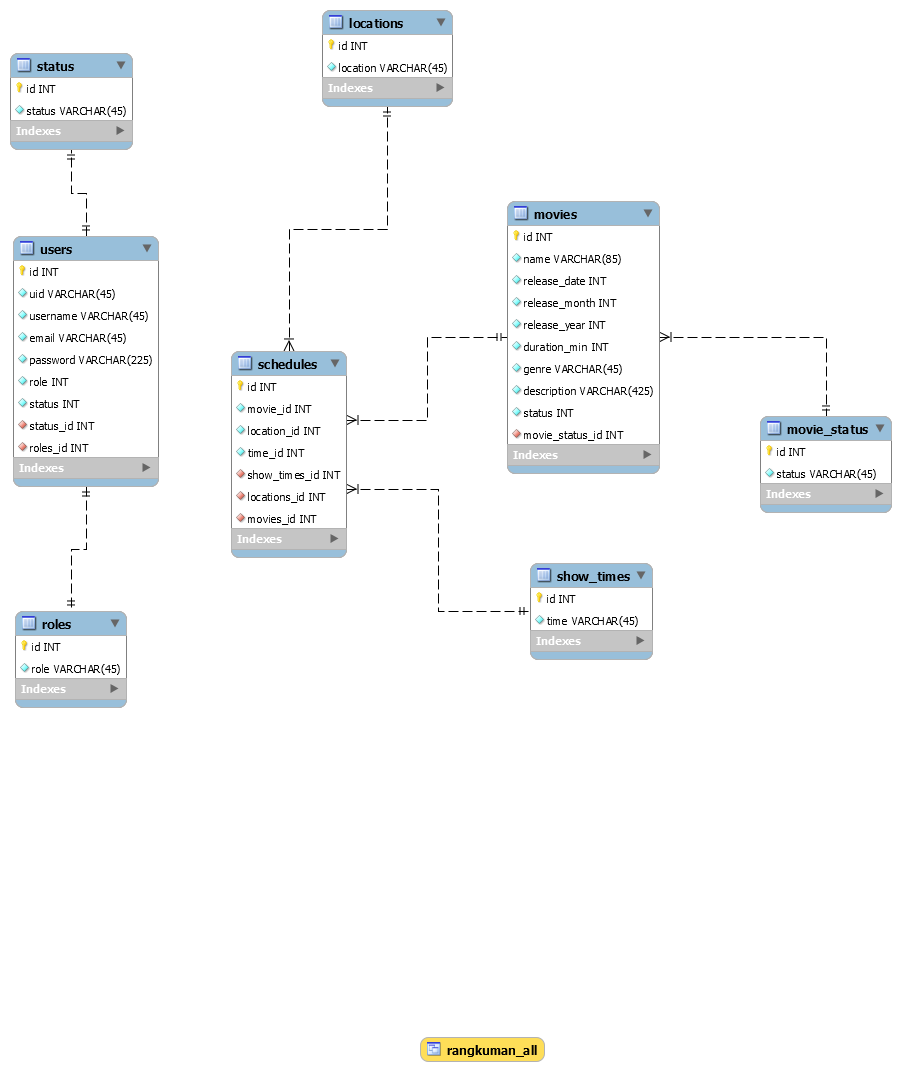 locations
id INT
location VARCHAR(45)
Indexes
status
id INT
status VARCHAR(45)
Indexes
users
id INT
uid VARCHAR(45)
username VARCHAR(45)
email VARCHAR(45)
password VARCHAR(225)
role INT
status INT
status_id INT
roles_id INT
Indexes
roles
id INT
role VARCHAR(45)
Indexes
schedules
id INT
movie_id INT
location_id INT
time_id INT
show_times_id INT
locations_id INT
movies_id INT
Indexes
movies
id INT
name VARCHAR(85)
release_date INT
release_month INT
release_year INT
duration_min INT
genre VARCHAR(45)
description VARCHAR(425)
status INT
movie_status_id INT
Indexes
movie_status
id INT
status VARCHAR(45)
Indexes
show_times
id INT
time VARCHAR(45)
Indexes
rangkuman_all